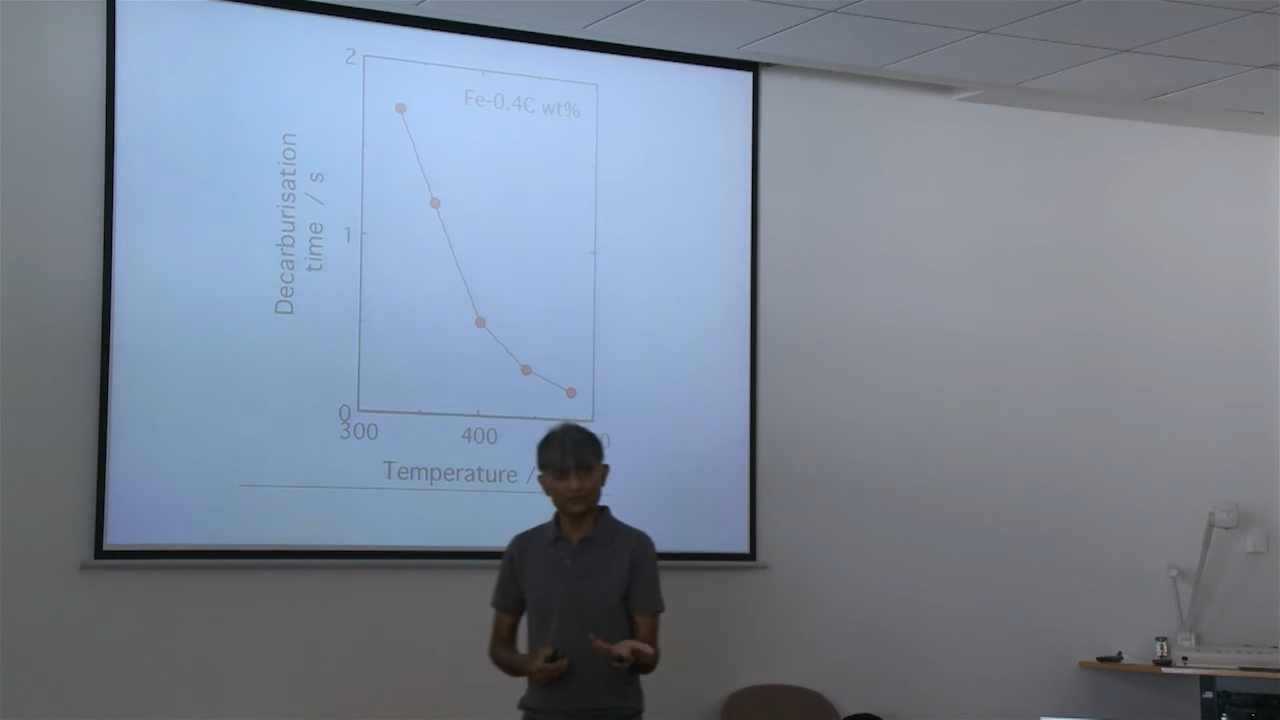 2
Fe-0.4C wt%
Decarburisation
time / s
1
0
300
400
Temperature /